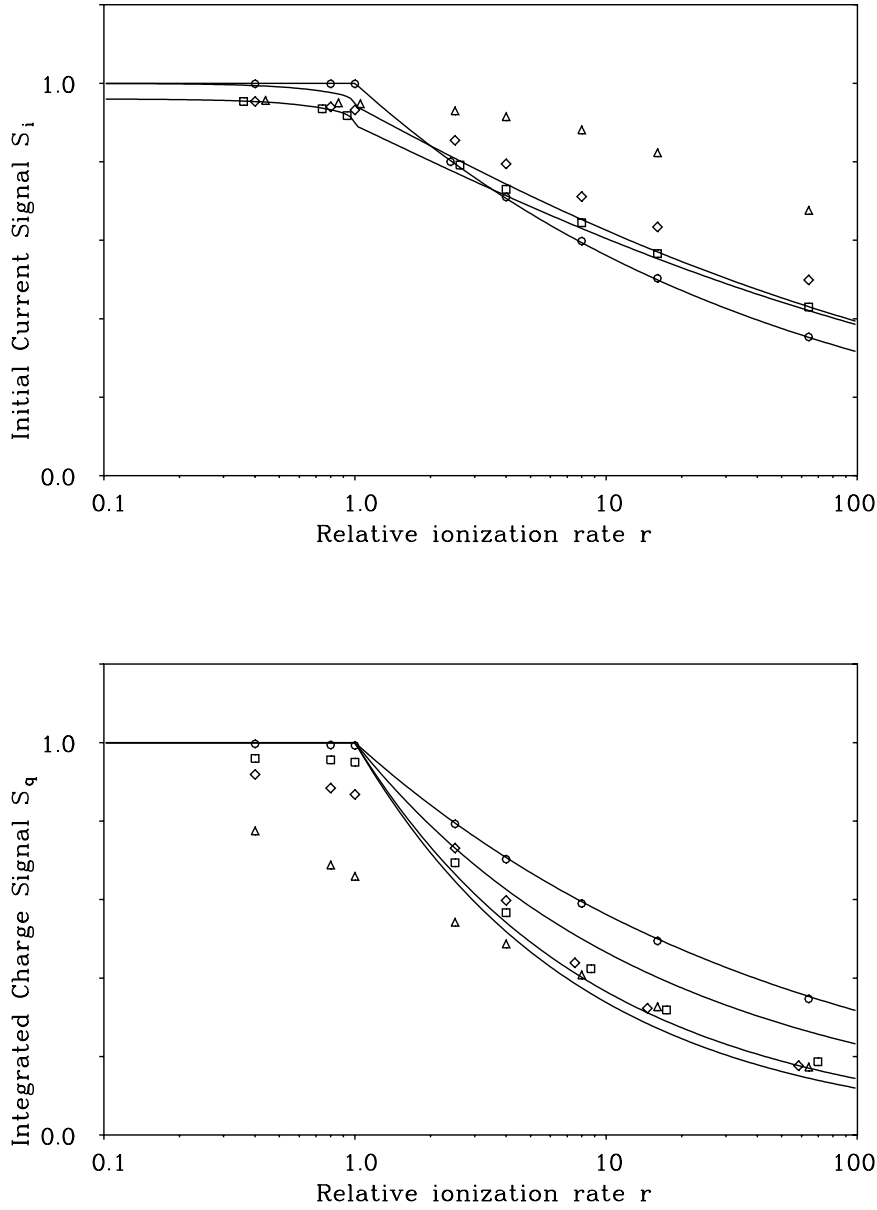 1.0
Initial Current Signal S_i
0.0
0.1 1.0 10 100
Relative ionization rate r
1.0
Integrated Charge Signal S_q
0.0
0.1 1.0 10 100
Relative ionization rate r